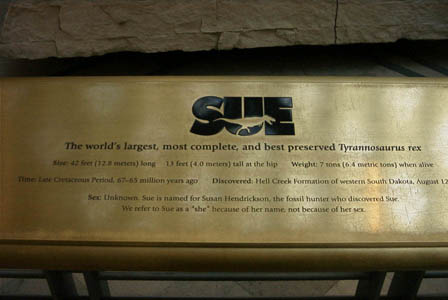 SUE
The world's largest, most complete, and best preserved Tyrannosaurus rex
Size: 42 feet (12.8 meters) long 13 feet (4.0 meters) tall at the hip Weight: 7 tons (6.4 metric tons) when alive
Time: Late Cretaceous Period, 67–65 million years ago Discovered: Hell Creek Formation of western South Dakota, August 12
Sex: Unknown. Sue is named for Susan Hendrickson, the fossil hunter who discovered Sue.
We refer to Sue as a "she" because of her name, not because of her sex.